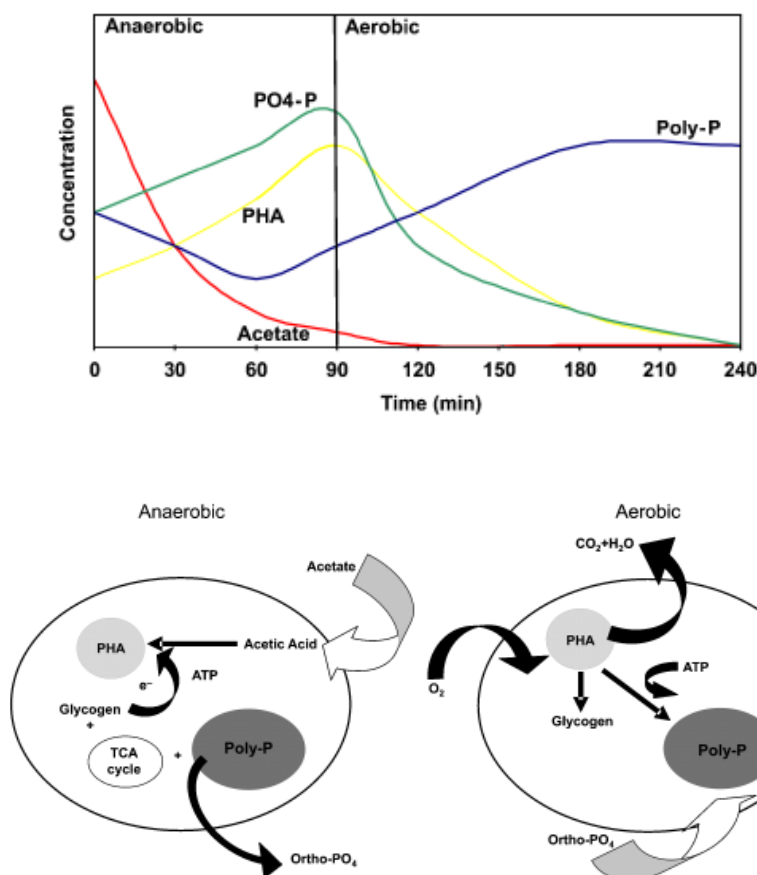 Anaerobic
Aerobic
PO4-P
Poly-P
PHA
Acetate
Concentration
0 30 60 90 120 150 180 210 240
Time (min)
Anaerobic
Aerobic
CO₂+H₂O
Acetate
PHA
Acetic Acid
PHA
e⁻
ATP
ATP
O₂
Glycogen
+
Glycogen
TCA
cycle
+
Poly-P
Poly-P
Ortho-PO₄
Ortho-PO₄